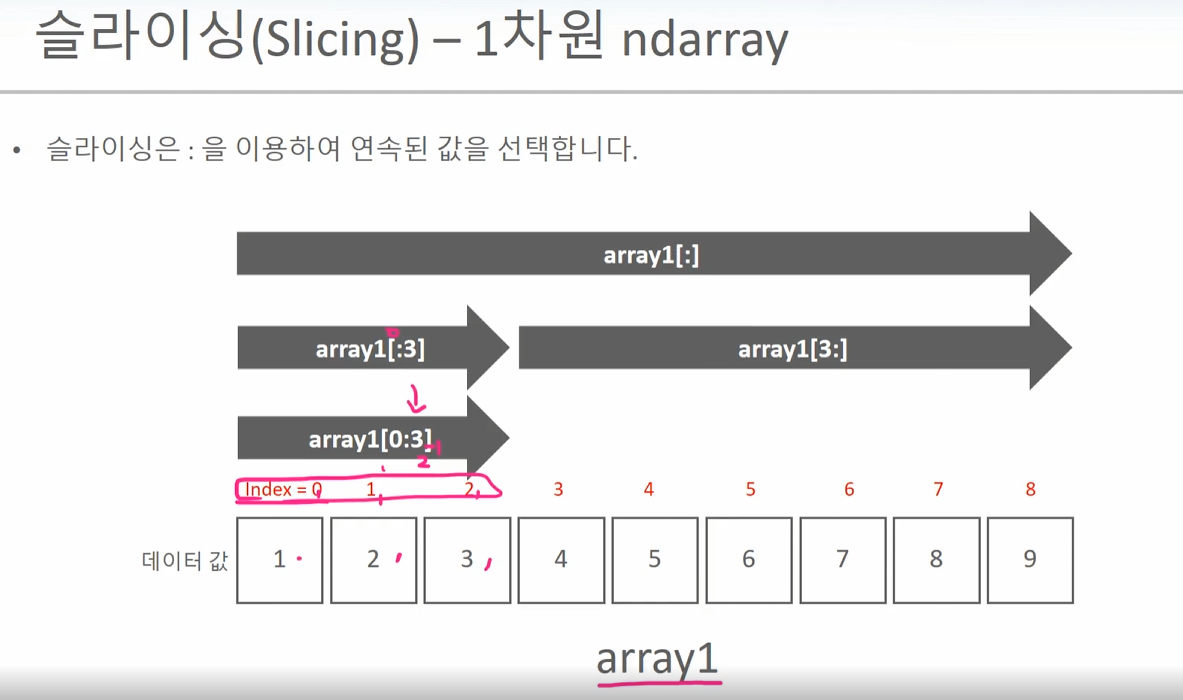 슬라이싱(Slicing) – 1차원 ndarray
• 슬라이싱은 : 을 이용하여 연속된 값을 선택합니다.
array1[:]
array1[:3] array1[3:]
0
array1[0:3]
-1
2
Index = 0 1 2 3 4 5 6 7 8
데이터 값 1 2 3 4 5 6 7 8 9
array1